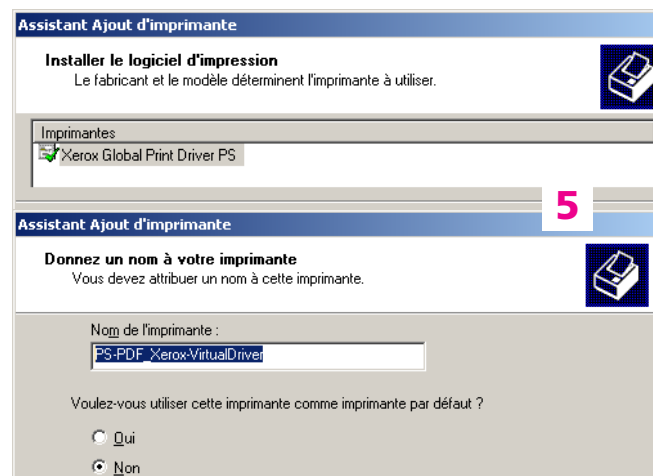 Assistant Ajout d'imprimante
Installer le logiciel d'impression
Le fabricant et le modèle déterminent l'imprimante à utiliser.
Imprimantes
Xerox Global Print Driver PS
5
Assistant Ajout d'imprimante
Donnez un nom à votre imprimante
Vous devez attribuer un nom à cette imprimante.
Nom de l'imprimante :
PS-PDF_Xerox-VirtualDriver
Voulez-vous utiliser cette imprimante comme imprimante par défaut ?
Oui
Non